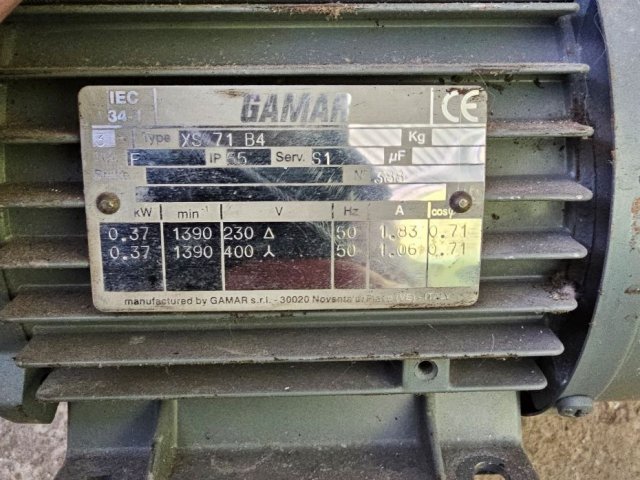 IEC 34-1 GAMAR CE
3 Type XS 71 B4 Kg
F IP 55 Serv. S1 µF
N° 388
kW min⁻¹ V Hz A cosφ
0.37 1390 230 Δ 50 1.83 0.71
0.37 1390 400 ⅄ 50 1.06 0.71
manufactured by GAMAR s.r.l. - 30020 Noventa di Piave (VE) ITALY